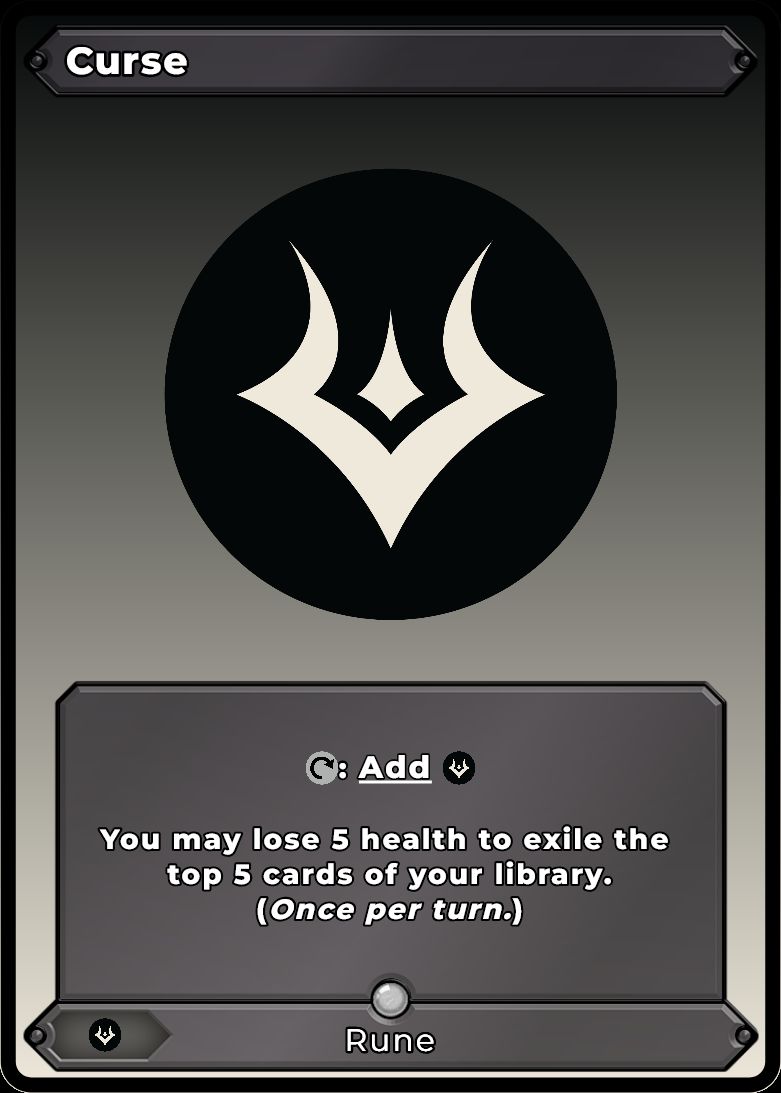 Curse
: Add
You may lose 5 health to exile the
top 5 cards of your library.
(Once per turn.)
Rune